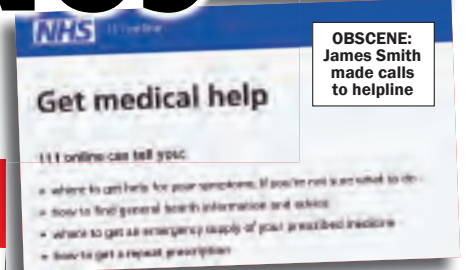 NHS 111 online
OBSCENE:
James Smith
made calls
to helpline
Get medical help
111 online can tell you:
• where to get help for your symptoms, if you're not sure what to do
• how to find general health information and advice
• where to get an emergency supply of your prescribed medicine
• how to get a repeat prescription